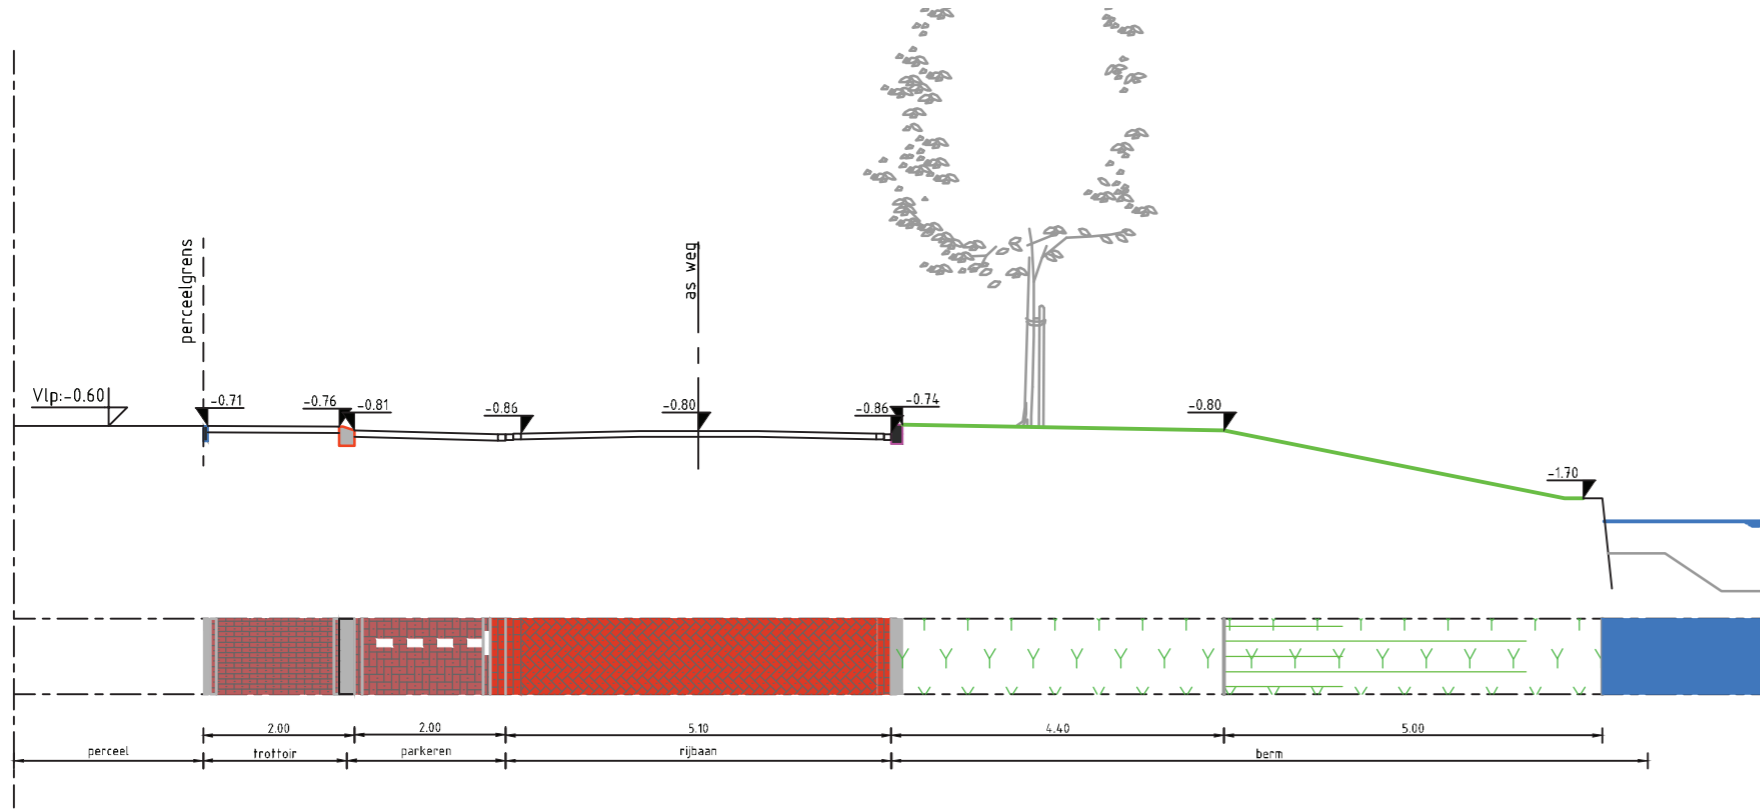 perceelgrens
as weg
Vlp:-0.60
-0.71
-0.76
-0.81
-0.86
-0.80
-0.86
-0.74
-0.80
-1.70
2.00
2.00
5.10
4.40
5.00
perceel
trottoir
parkeren
rijbaan
berm